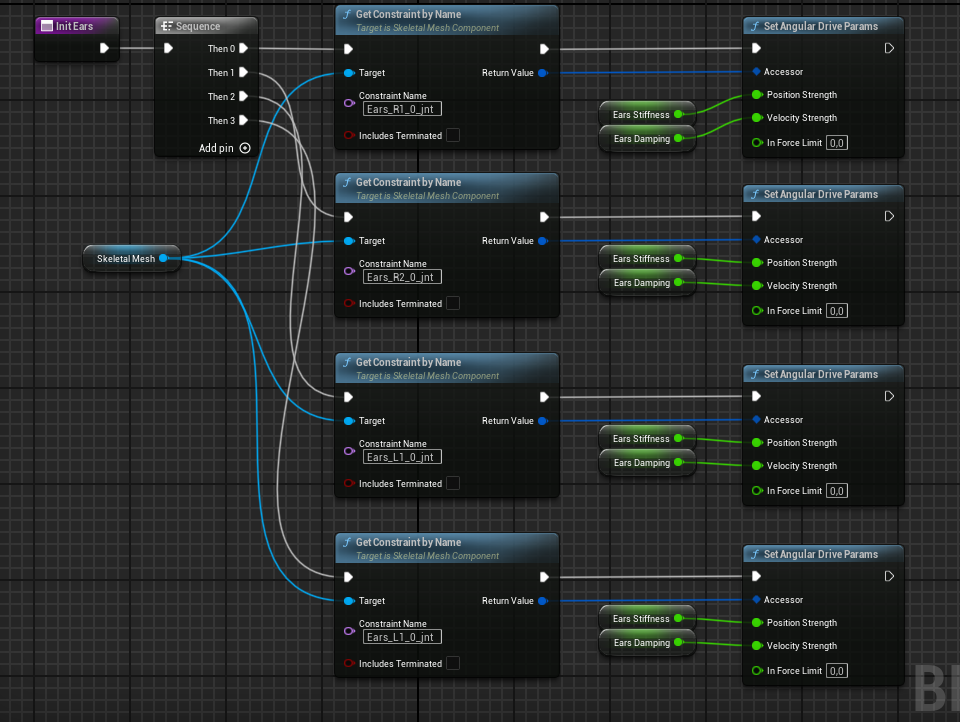 Init Ears
Sequence
Then 0
Then 1
Then 2
Then 3
Add pin
Skeletal Mesh
Get Constraint by Name
Target is Skeletal Mesh Component
Target
Return Value
Constraint Name
Ears_R1_0_jnt
Includes Terminated
Ears Stiffness
Ears Damping
Set Angular Drive Params
Accessor
Position Strength
Velocity Strength
In Force Limit 0,0
Get Constraint by Name
Target is Skeletal Mesh Component
Target
Return Value
Constraint Name
Ears_R2_0_jnt
Includes Terminated
Ears Stiffness
Ears Damping
Set Angular Drive Params
Accessor
Position Strength
Velocity Strength
In Force Limit 0,0
Get Constraint by Name
Target is Skeletal Mesh Component
Target
Return Value
Constraint Name
Ears_L1_0_jnt
Includes Terminated
Ears Stiffness
Ears Damping
Set Angular Drive Params
Accessor
Position Strength
Velocity Strength
In Force Limit 0,0
Get Constraint by Name
Target is Skeletal Mesh Component
Target
Return Value
Constraint Name
Ears_L1_0_jnt
Includes Terminated
Ears Stiffness
Ears Damping
Set Angular Drive Params
Accessor
Position Strength
Velocity Strength
In Force Limit 0,0